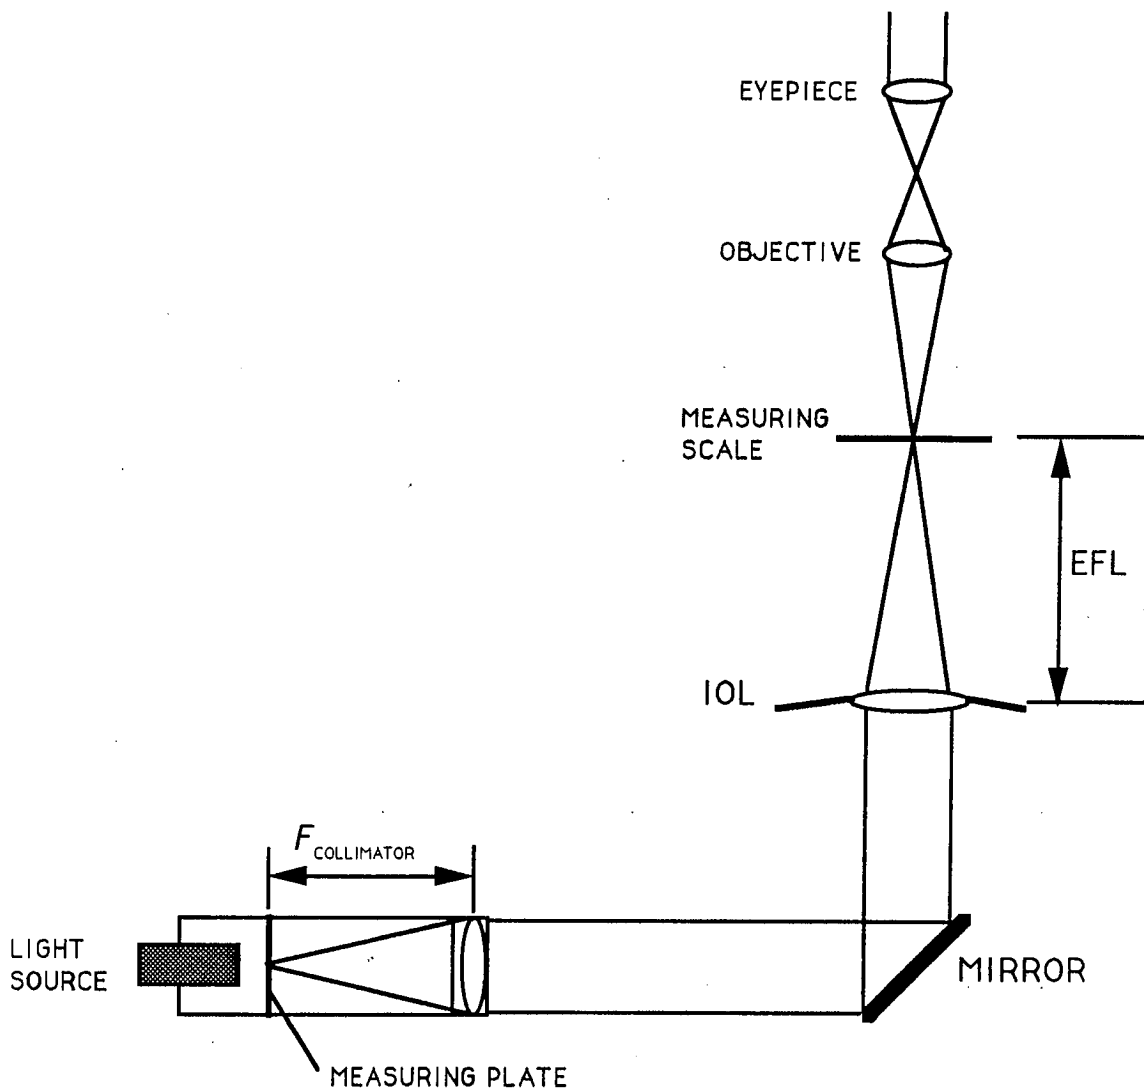 EYEPIECE
OBJECTIVE
MEASURING
SCALE
EFL
IOL
F COLLIMATOR
LIGHT
SOURCE
MIRROR
MEASURING PLATE